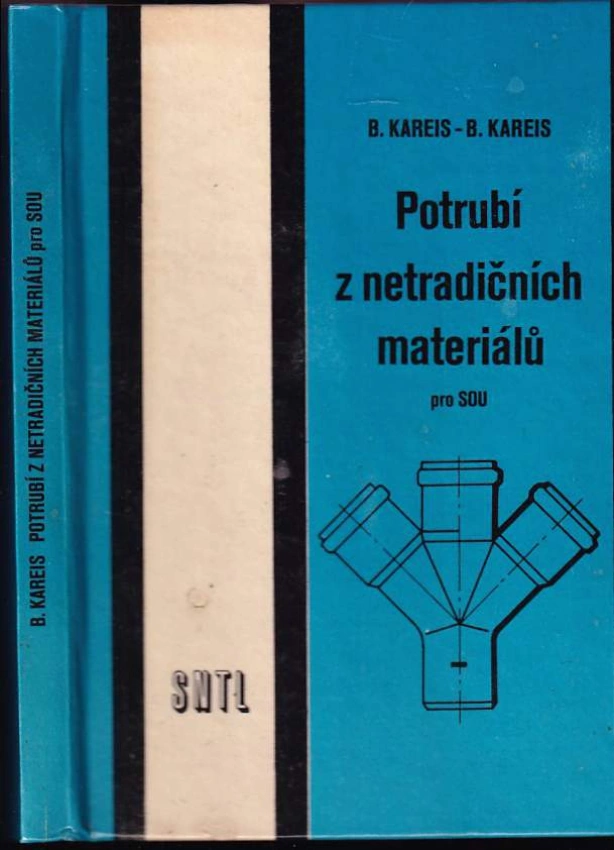 B. KAREIS POTRUBÍ Z NETRADIČNÍCH MATERIÁLŮ pro SOU
SNTL
B. KAREIS - B. KAREIS
Potrubí
z netradičních
materiálů
pro SOU